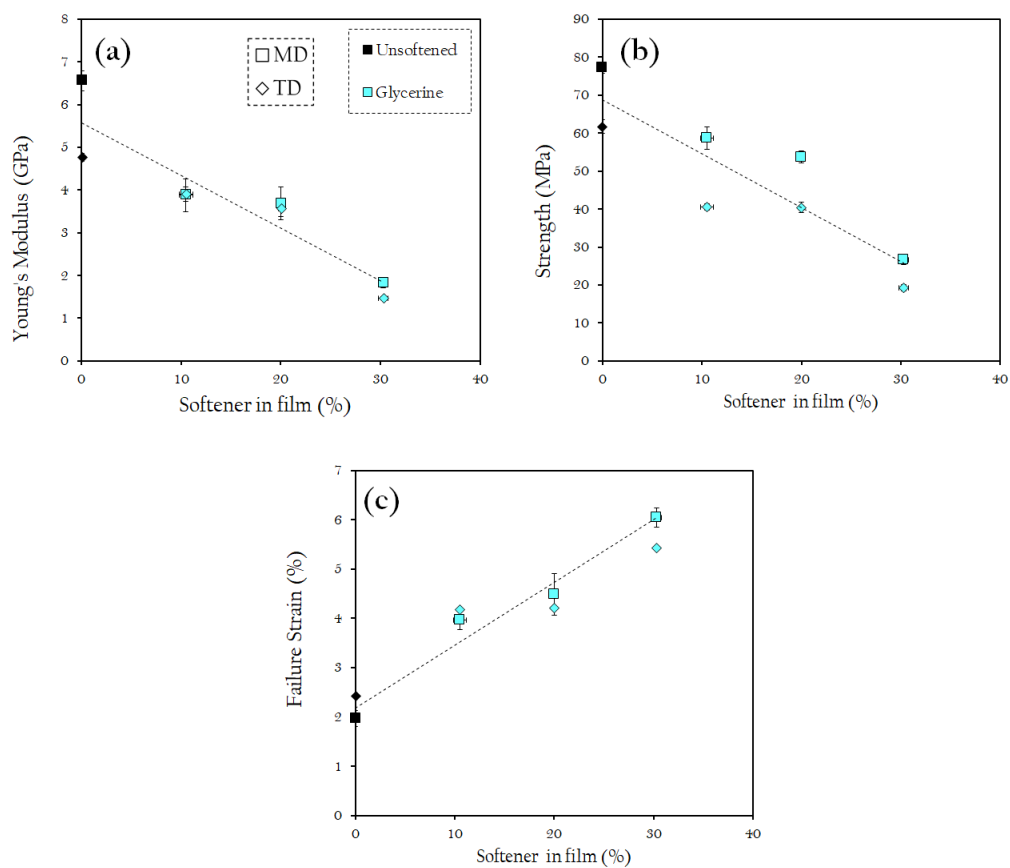 (a)
MD
TD
Unsoftened
Glycerine
8
7
6
5
4
3
2
1
0
Young's Modulus (GPa)
0 10 20 30 40
Softener in film (%)
(b)
90
80
70
60
50
40
30
20
10
0
Strength (MPa)
0 10 20 30 40
Softener in film (%)
(c)
7
6
5
4
3
2
1
0
Failure Strain (%)
0 10 20 30 40
Softener in film (%)